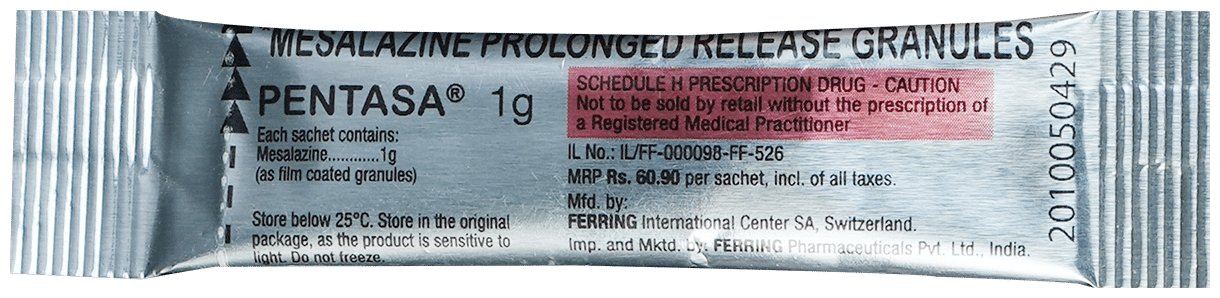 MESALAZINE PROLONGED RELEASE GRANULES
PENTASA® 1g
Each sachet contains:
Mesalazine............1g
(as film coated granules)
Store below 25°C. Store in the original
package, as the product is sensitive to
light. Do not freeze.
SCHEDULE H PRESCRIPTION DRUG - CAUTION
Not to be sold by retail without the prescription of
a Registered Medical Practitioner
IL No.: IL/FF-000098-FF-526
MRP Rs. 60.90 per sachet, incl. of all taxes.
Mfd. by:
FERRING International Center SA, Switzerland.
Imp. and Mktd. by: FERRING Pharmaceuticals Pvt. Ltd., India.
2010050429